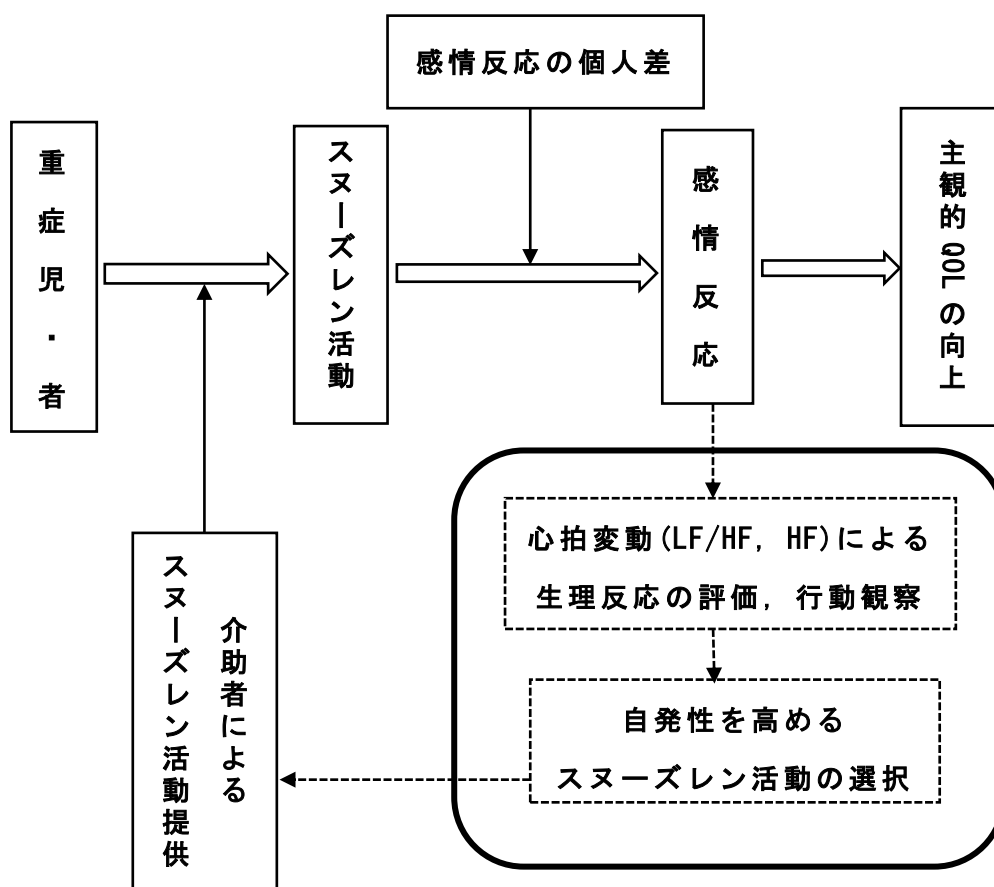 感情反応の個人差
重症児・者
スヌーズレン活動
感情反応
主観的QOLの向上
心拍変動(LF/HF, HF)による
生理反応の評価, 行動観察
自発性を高める
スヌーズレン活動の選択
介助者による
スヌーズレン活動提供